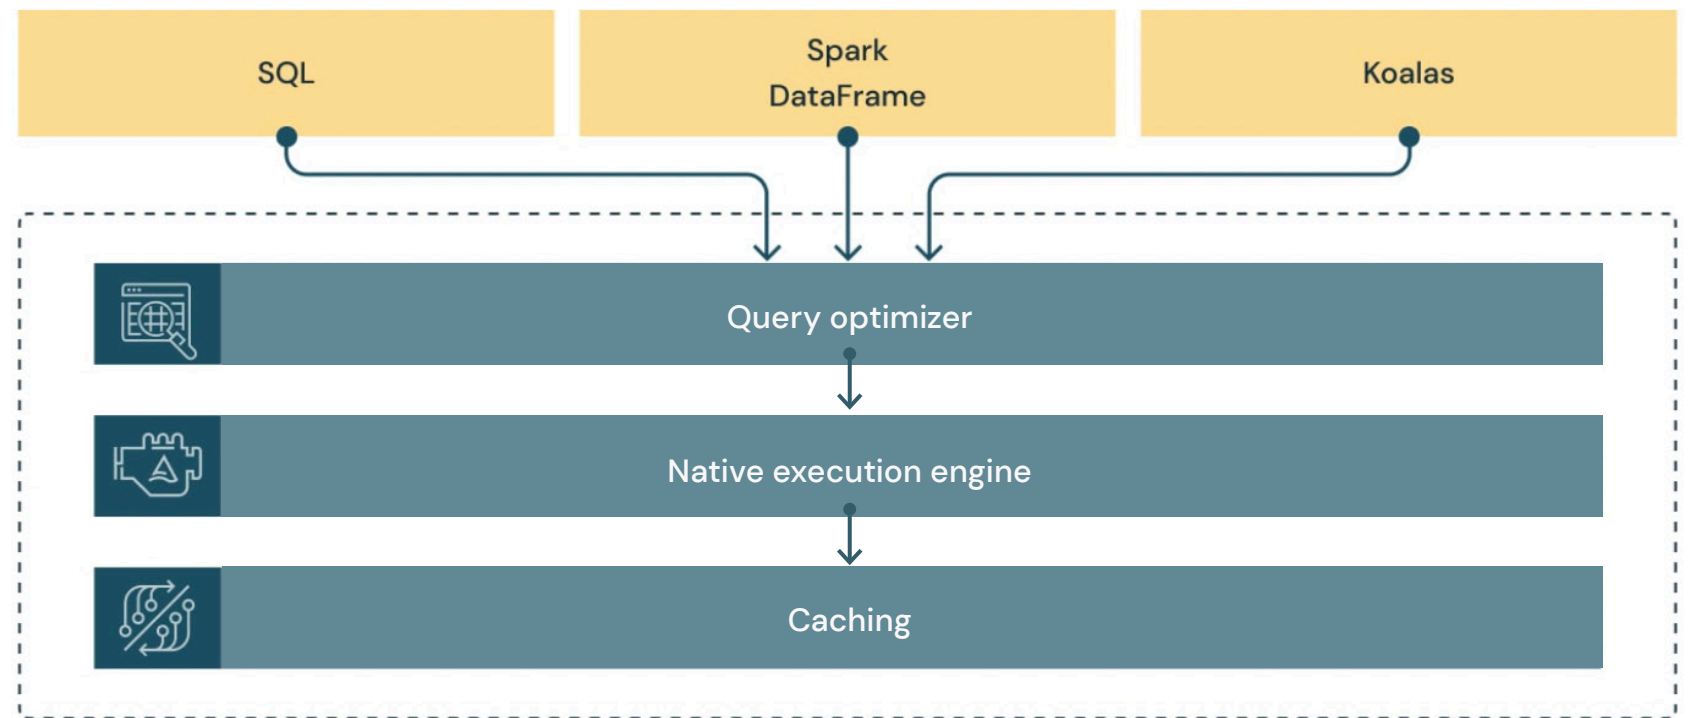 SQL
Spark
DataFrame
Koalas
Query optimizer
Native execution engine
Caching